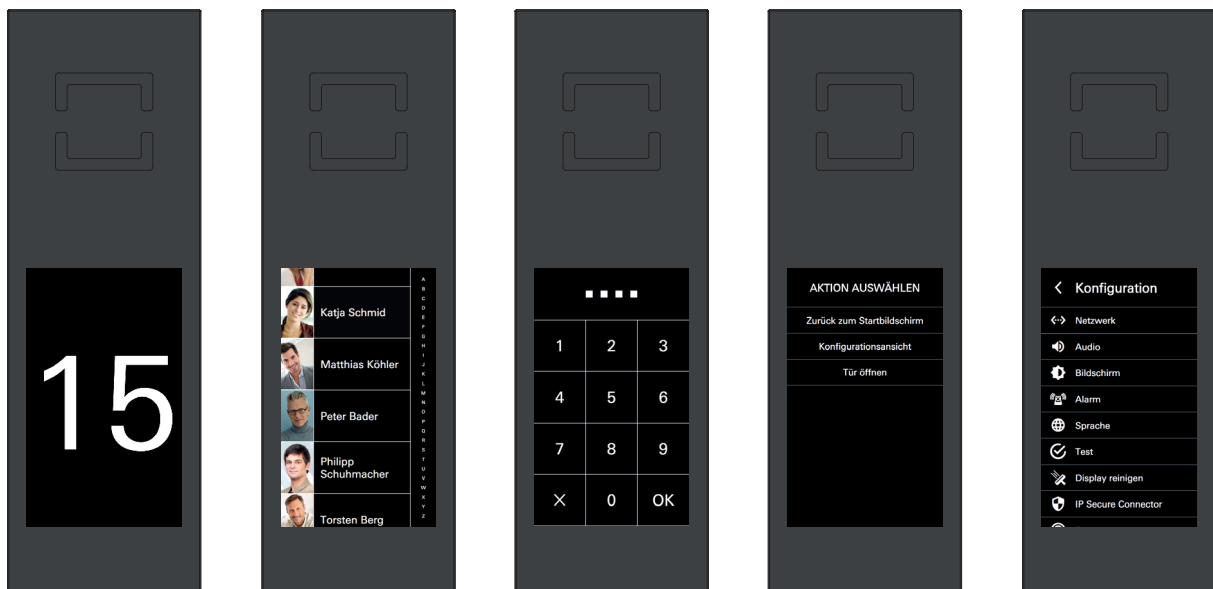 15
Katja Schmid
Matthias Köhler
Peter Bader
Philipp
Schuhmacher
Torsten Berg
A
B
C
D
E
F
G
H
I
J
K
L
M
N
O
P
Q
R
S
T
U
V
W
X
Y
Z
1 2 3
4 5 6
7 8 9
X 0 OK
AKTION AUSWÄHLEN
Zurück zum Startbildschirm
Konfigurationsansicht
Tür öffnen
Konfiguration
Netzwerk
Audio
Bildschirm
Alarm
Sprache
Test
Display reinigen
IP Secure Connector